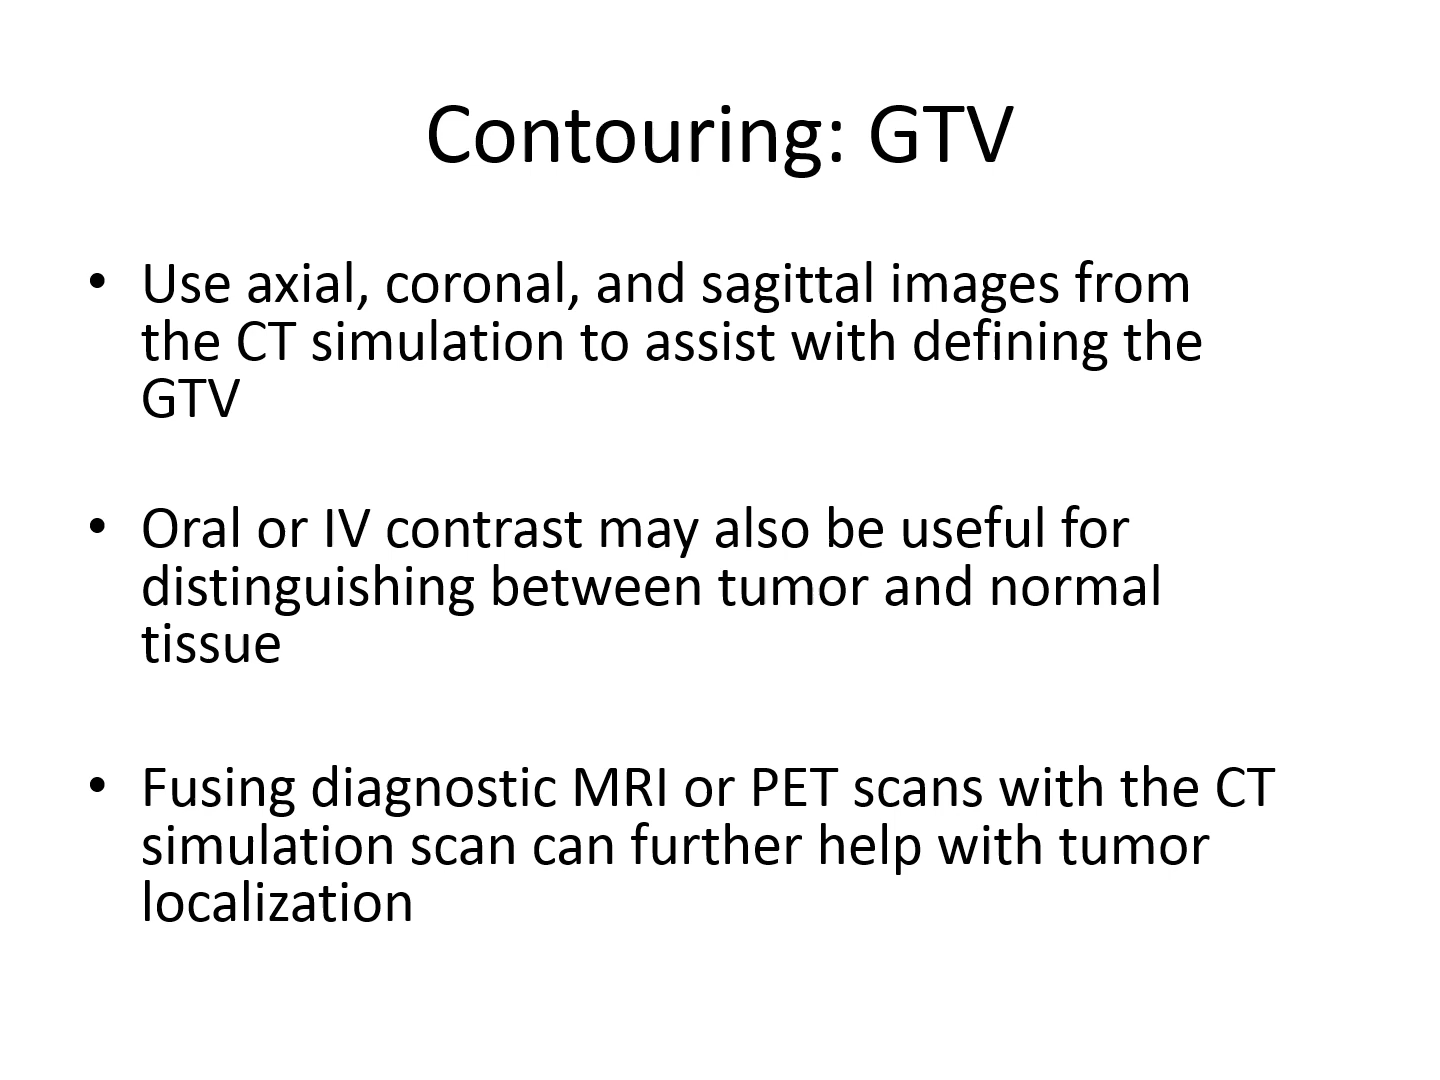 Contouring: GTV
• Use axial, coronal, and sagittal images from
the CT simulation to assist with defining the
GTV
• Oral or IV contrast may also be useful for
distinguishing between tumor and normal
tissue
• Fusing diagnostic MRI or PET scans with the CT
simulation scan can further help with tumor
localization